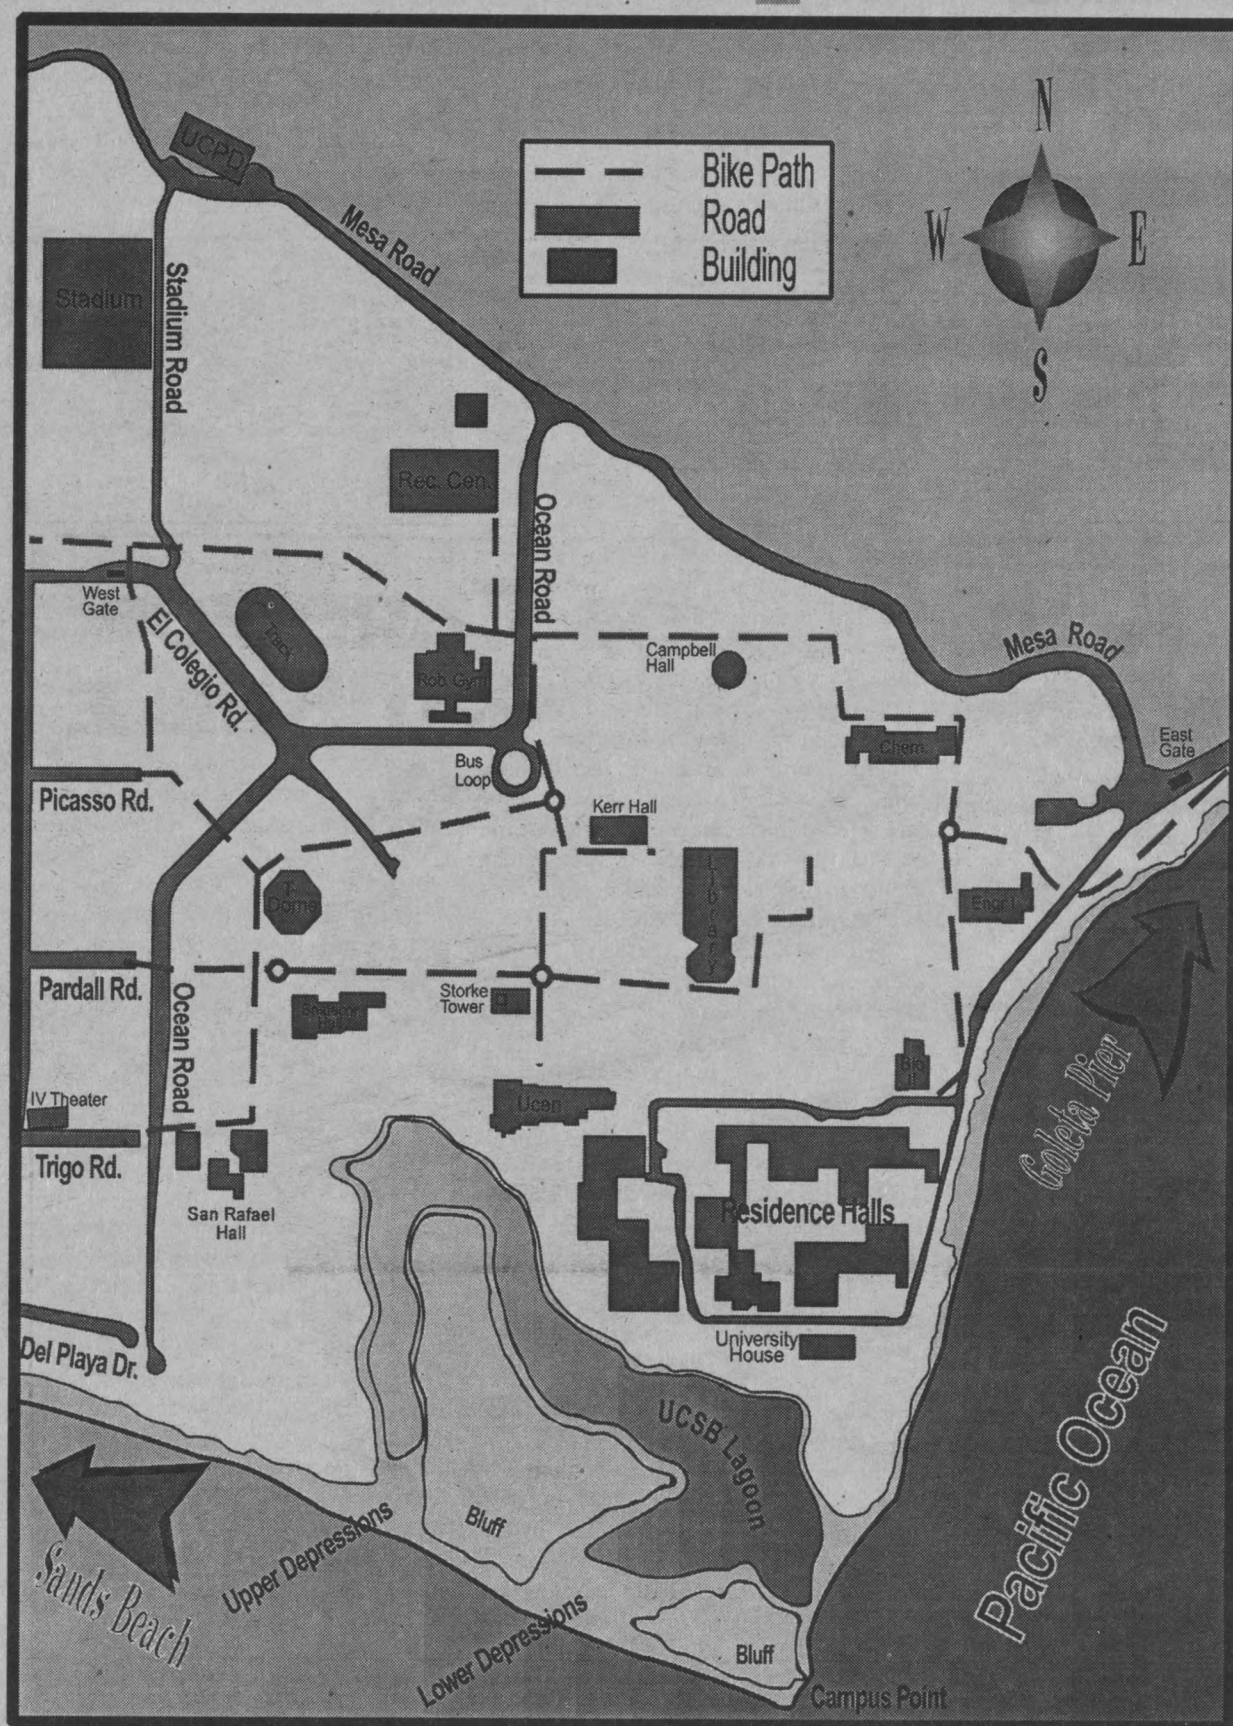 N
W
E
S
Bike Path
Road
Building
UCPD
Mesa Road
Stadium
Stadium Road
Rec. Cen.
Ocean Road
West
Gate
El Colegio Rd.
Track
Rob Gym
Campbell
Hall
Mesa Road
Chem.
East
Gate
Bus
Loop
Picasso Rd.
Kerr Hall
Library
T-
Dome
Engr I
Pardall Rd.
Ocean Road
Storke
Tower
Bio
II
IV Theater
Trigo Rd.
Ucen
San Rafael
Hall
Residence Halls
Goleta Pier
University
House
Del Playa Dr.
UCSB Lagoon
Pacific Ocean
Bluff
Upper Depressions
Sands Beach
Lower Depressions
Bluff
Campus Point